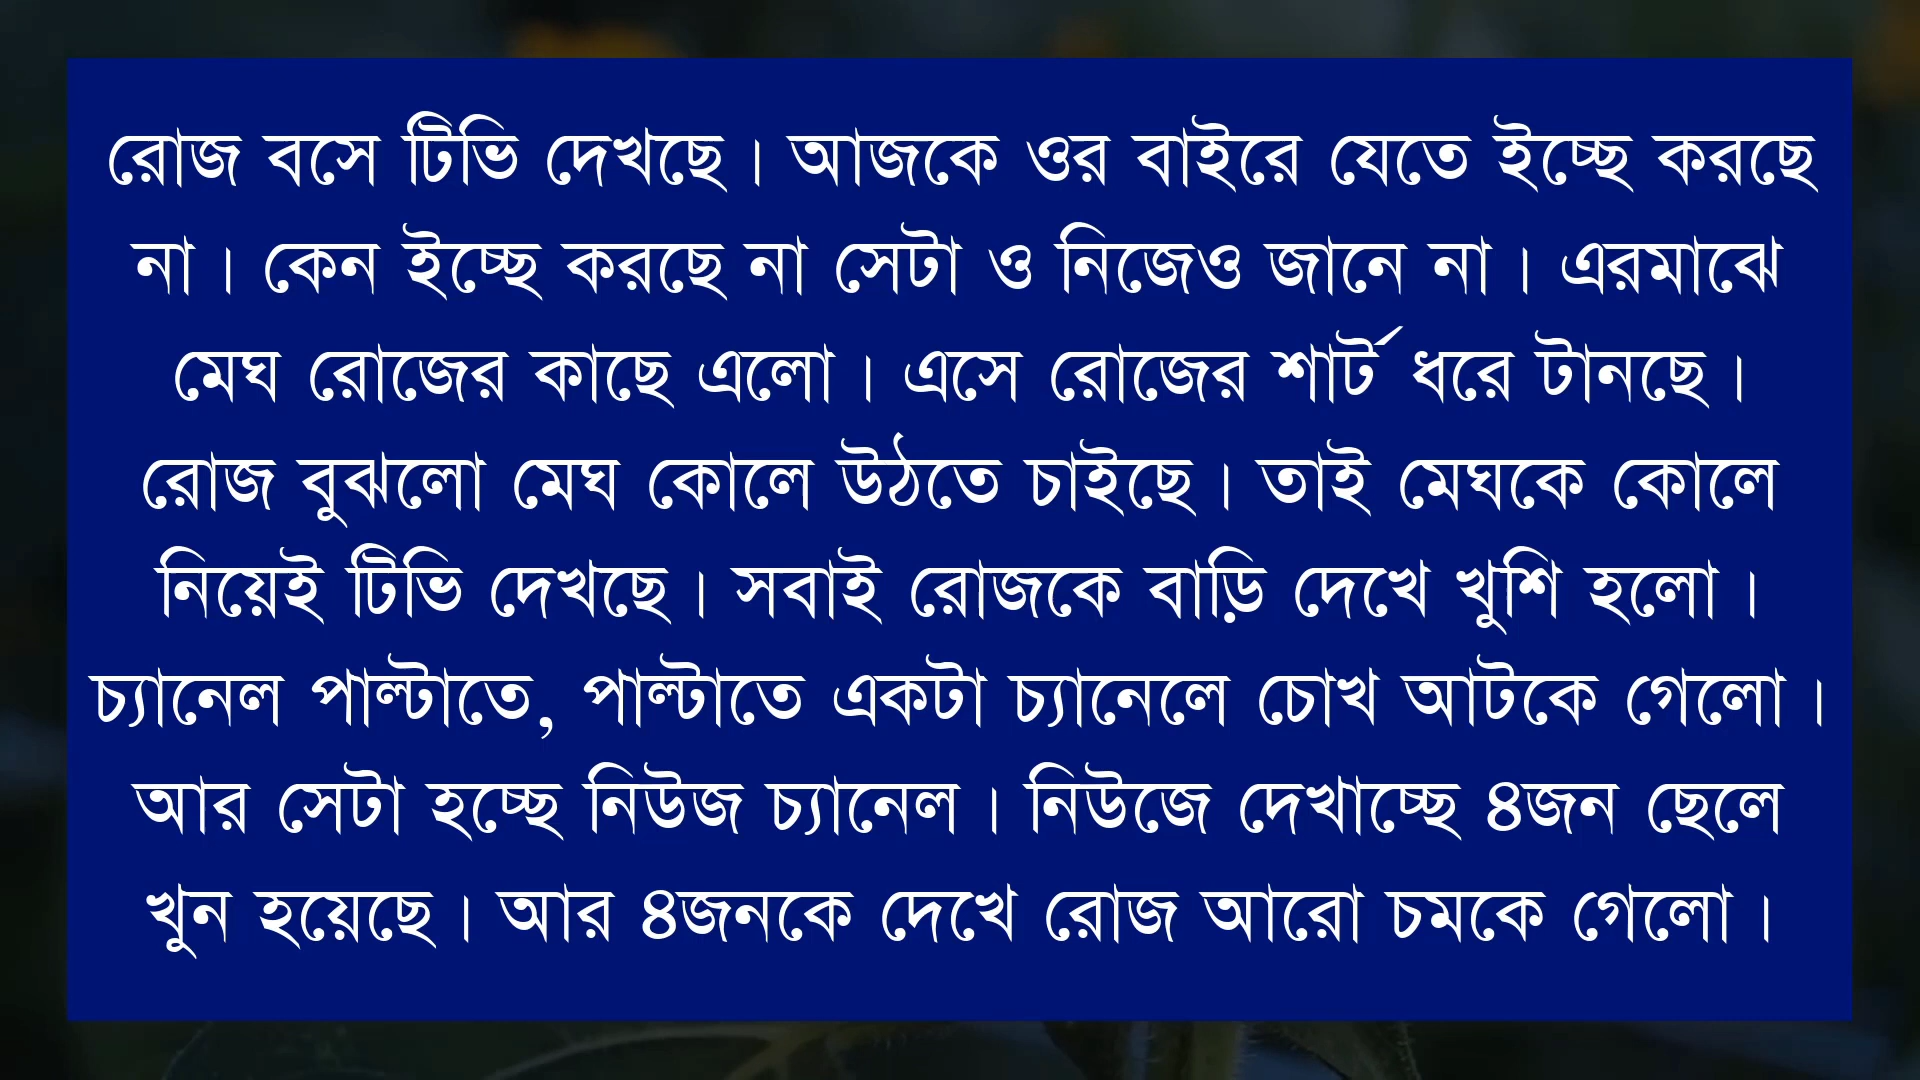 রোজ বসে টিভি দেখছে। আজকে ওর বাইরে যেতে ইচ্ছে করছে
না। কেন ইচ্ছে করছে না সেটা ও নিজেও জানে না। এরমাঝে
মেঘ রোজের কাছে এলো। এসে রোজের শার্ট ধরে টানছে।
রোজ বুঝলো মেঘ কোলে উঠতে চাইছে। তাই মেঘকে কোলে
নিয়েই টিভি দেখছে। সবাই রোজকে বাড়ি দেখে খুশি হলো।
চ্যানেল পাল্টাতে, পাল্টাতে একটা চ্যানেলে চোখ আটকে গেলো।
আর সেটা হচ্ছে নিউজ চ্যানেল। নিউজে দেখাচ্ছে ৪জন ছেলে
খুন হয়েছে। আর ৪জনকে দেখে রোজ আরো চমকে গেলো।